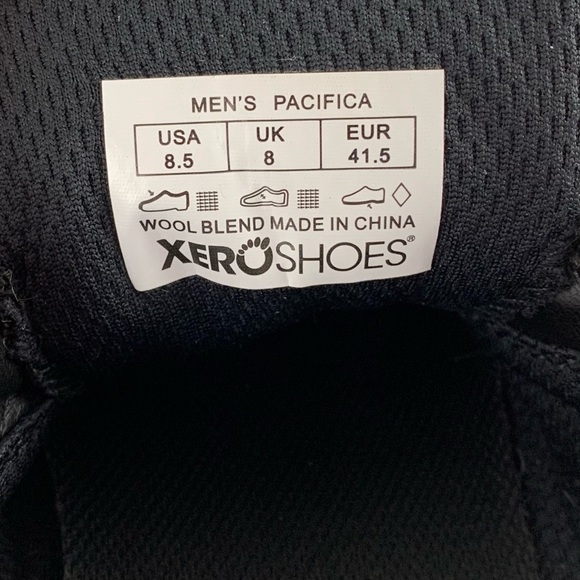 MEN'S PACIFICA
USA UK EUR
8.5 8 41.5
WOOL BLEND MADE IN CHINA
XEROSHOES®